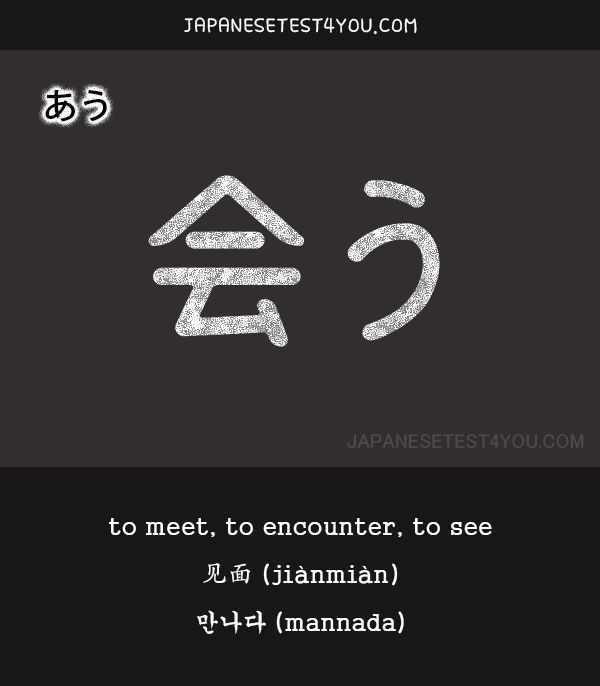 JAPANESETEST4YOU.COM
あう
会う
JAPANESETEST4YOU.COM
to meet, to encounter, to see
见面 (jiànmiàn)
만나다 (mannada)